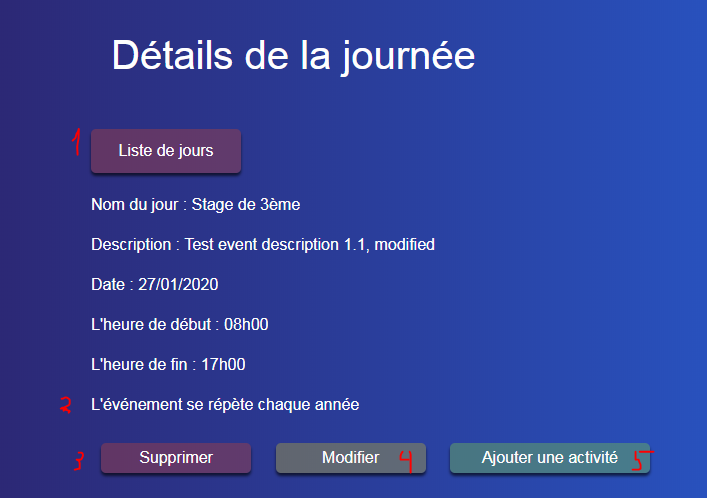 Détails de la journée
1 Liste de jours
Nom du jour : Stage de 3ème
Description : Test event description 1.1, modified
Date : 27/01/2020
L'heure de début : 08h00
L'heure de fin : 17h00
2 L'événement se répète chaque année
3 Supprimer Modifier 4 Ajouter une activité 5